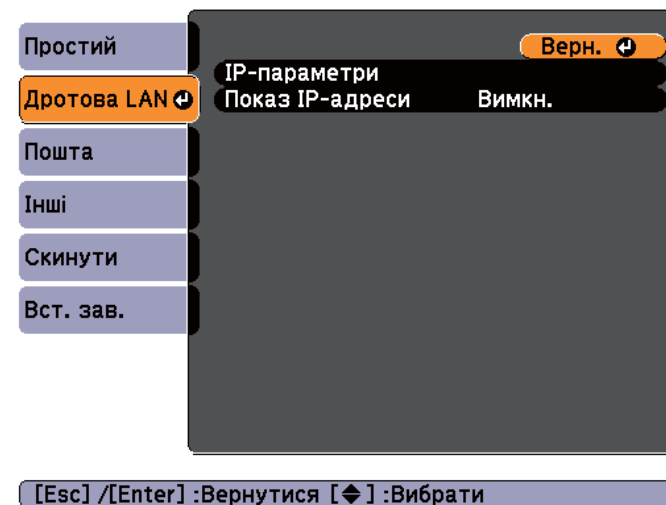 Простий
Дротова LAN
Пошта
Інші
Скинути
Вст. зав.
Верн.
IP-параметри
Показ IP-адреси Вимкн.
[Esc] /[Enter] :Вернутися [◆] :Вибрати